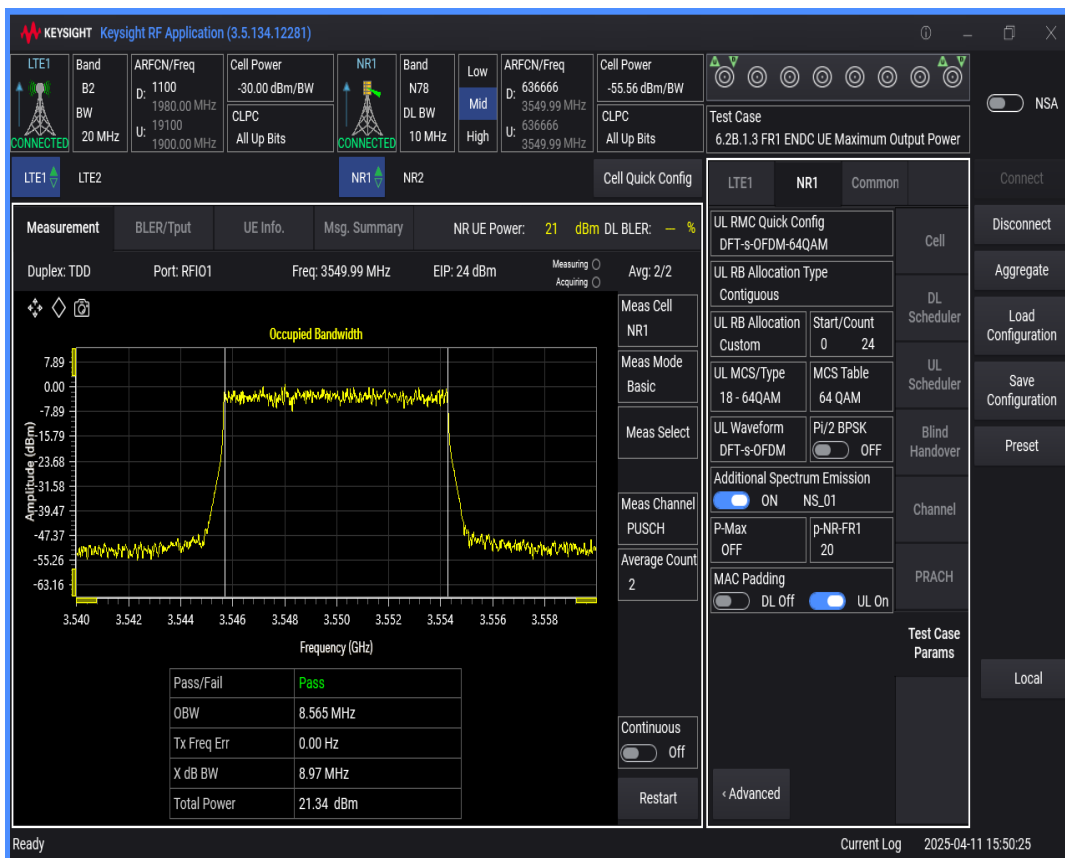 KEYSIGHT Keysight RF Application (3.5.134.12281)
LTE1
CONNECTED
Band
B2
BW
20 MHz
ARFCN/Freq
D: 1100
1980.00 MHz
U: 19100
1900.00 MHz
Cell Power
-30.00 dBm/BW
CLPC
All Up Bits
NR1
CONNECTED
Band
N78
DL BW
10 MHz
Low
Mid
High
ARFCN/Freq
D: 636666
3549.99 MHz
U: 636666
3549.99 MHz
Cell Power
-55.56 dBm/BW
CLPC
All Up Bits
Test Case
6.2B.1.3 FR1 ENDC UE Maximum Output Power
NSA
LTE1 LTE2 NR1 NR2 Cell Quick Config
Measurement BLER/Tput UE Info. Msg. Summary NR UE Power: 21 dBm DL BLER: — %
Duplex: TDD Port: RFIO1 Freq: 3549.99 MHz EIP: 24 dBm Measuring Acquiring Avg: 2/2
Occupied Bandwidth
Amplitude (dBm)
7.89
0.00
-7.89
-15.79
-23.68
-31.58
-39.47
-47.37
-55.26
-63.16
3.540 3.542 3.544 3.546 3.548 3.550 3.552 3.554 3.556 3.558
Frequency (GHz)
Pass/Fail Pass
OBW 8.565 MHz
Tx Freq Err 0.00 Hz
X dB BW 8.97 MHz
Total Power 21.34 dBm
Meas Cell
NR1
Meas Mode
Basic
Meas Select
Meas Channel
PUSCH
Average Count
2
Continuous
Off
Restart
LTE1 NR1 Common
UL RMC Quick Config
DFT-s-OFDM-64QAM
UL RB Allocation Type
Contiguous
UL RB Allocation
Custom
Start/Count
0 24
UL MCS/Type
18 - 64QAM
MCS Table
64 QAM
UL Waveform
DFT-s-OFDM
Pi/2 BPSK
OFF
Additional Spectrum Emission
ON NS_01
P-Max
OFF
p-NR-FR1
20
MAC Padding
DL Off UL On
‹ Advanced
Cell
DL
Scheduler
UL
Scheduler
Blind
Handover
Channel
PRACH
Test Case
Params
Connect
Disconnect
Aggregate
Load
Configuration
Save
Configuration
Preset
Local
Ready Current Log 2025-04-11 15:50:25